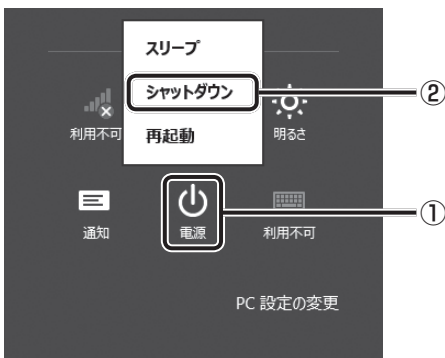 スリープ
シャットダウン
②
再起動
利用不可
明るさ
①
通知
電源
利用不可
PC 設定の変更